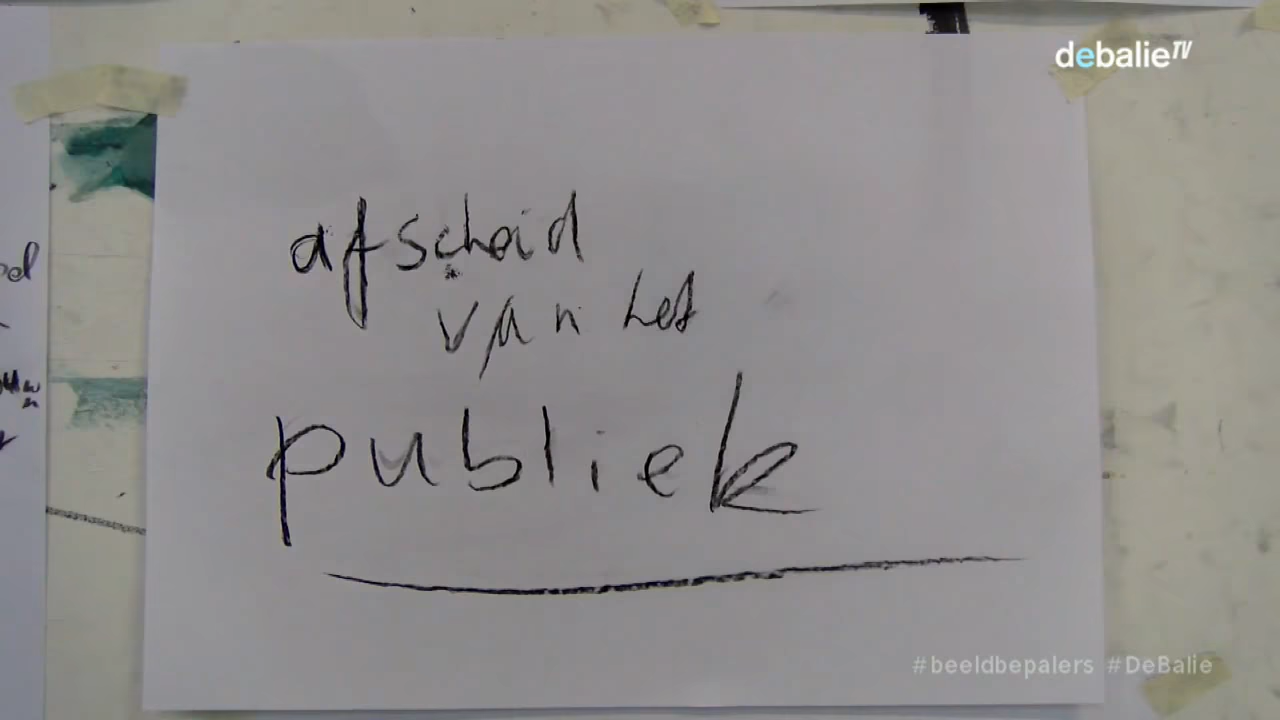 debalieTV
afscheid
van het
publiek
#beeldbepalers #DeBalie